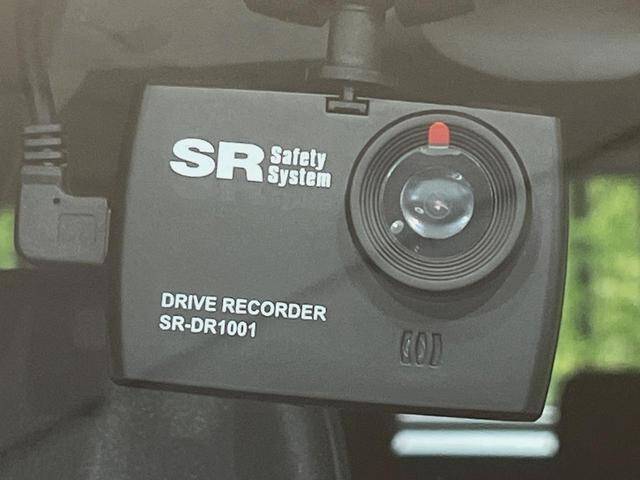 SR Safety System
DRIVE RECORDER
SR-DR1001